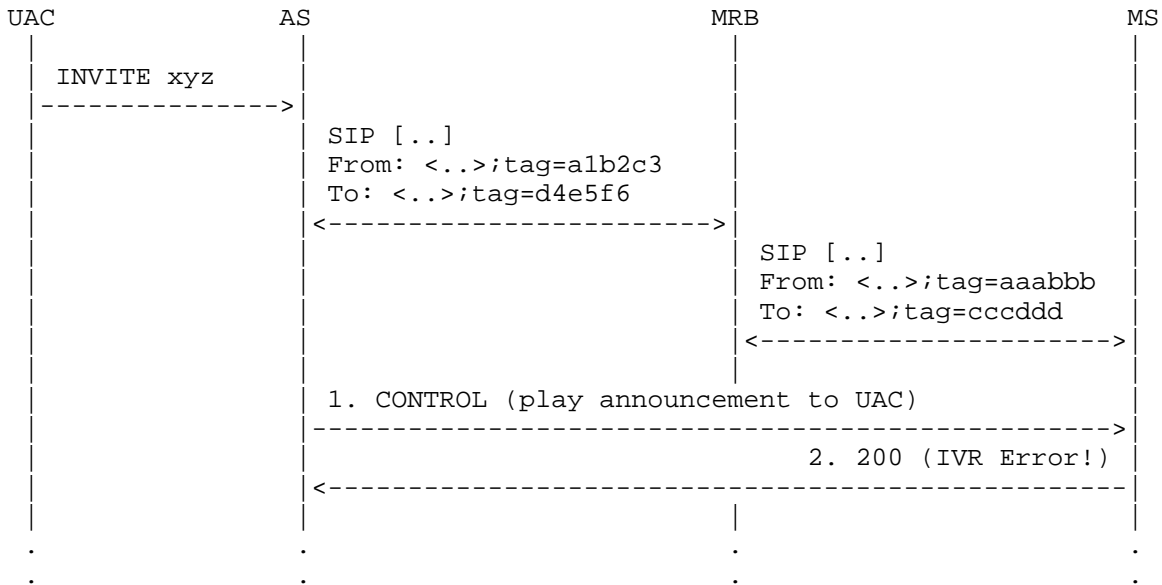 UAC AS MRB MS
INVITE xyz
--------------->
SIP [..]
From: <..>;tag=a1b2c3
To: <..>;tag=d4e5f6
<------------------------>
SIP [..]
From: <..>;tag=aaabbb
To: <..>;tag=cccddd
<---------------------->
1. CONTROL (play announcement to UAC)
-------------------------------------------------->
2. 200 (IVR Error!)
<--------------------------------------------------
. . . .
. . . .